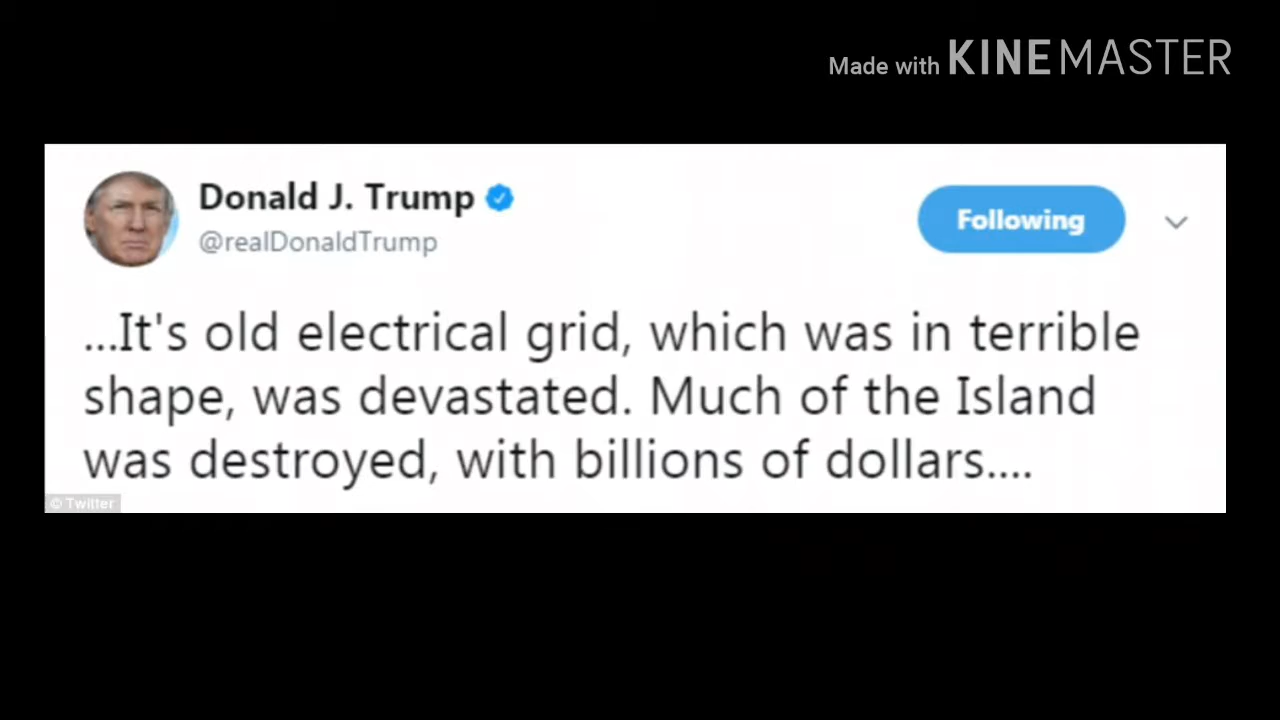 Made with KINEMASTER
Donald J. Trump
@realDonaldTrump
Following
...It's old electrical grid, which was in terrible
shape, was devastated. Much of the Island
was destroyed, with billions of dollars....
© Twitter